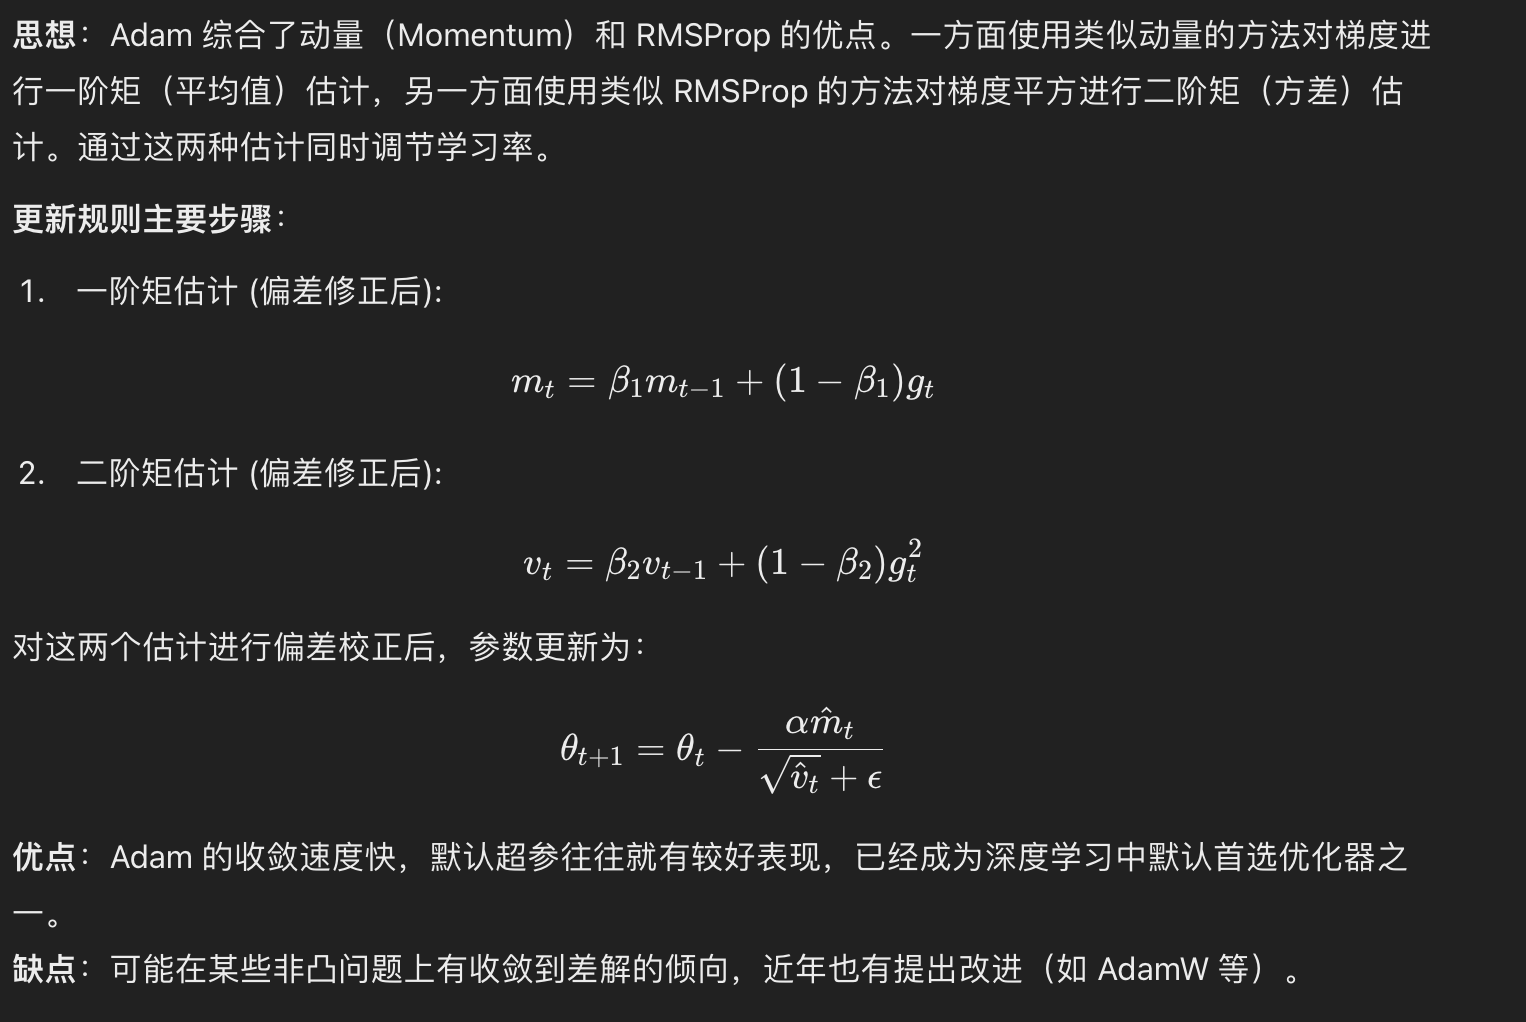 思想：Adam 综合了动量（Momentum）和 RMSProp 的优点。一方面使用类似动量的方法对梯度进
行一阶矩（平均值）估计，另一方面使用类似 RMSProp 的方法对梯度平方进行二阶矩（方差）估
计。通过这两种估计同时调节学习率。
更新规则主要步骤：
1. 一阶矩估计 (偏差修正后):
$m_t = \beta_1 m_{t-1} + (1 - \beta_1) g_t$
2. 二阶矩估计 (偏差修正后):
$v_t = \beta_2 v_{t-1} + (1 - \beta_2) g_t^2$
对这两个估计进行偏差校正后，参数更新为：
$\theta_{t+1} = \theta_t - \frac{\alpha \hat{m}_t}{\sqrt{\hat{v}_t} + \epsilon}$
优点：Adam 的收敛速度快，默认超参往往就有较好表现，已经成为深度学习中默认首选优化器之
一。
缺点：可能在某些非凸问题上有收敛到差解的倾向，近年也有提出改进（如 AdamW 等）。